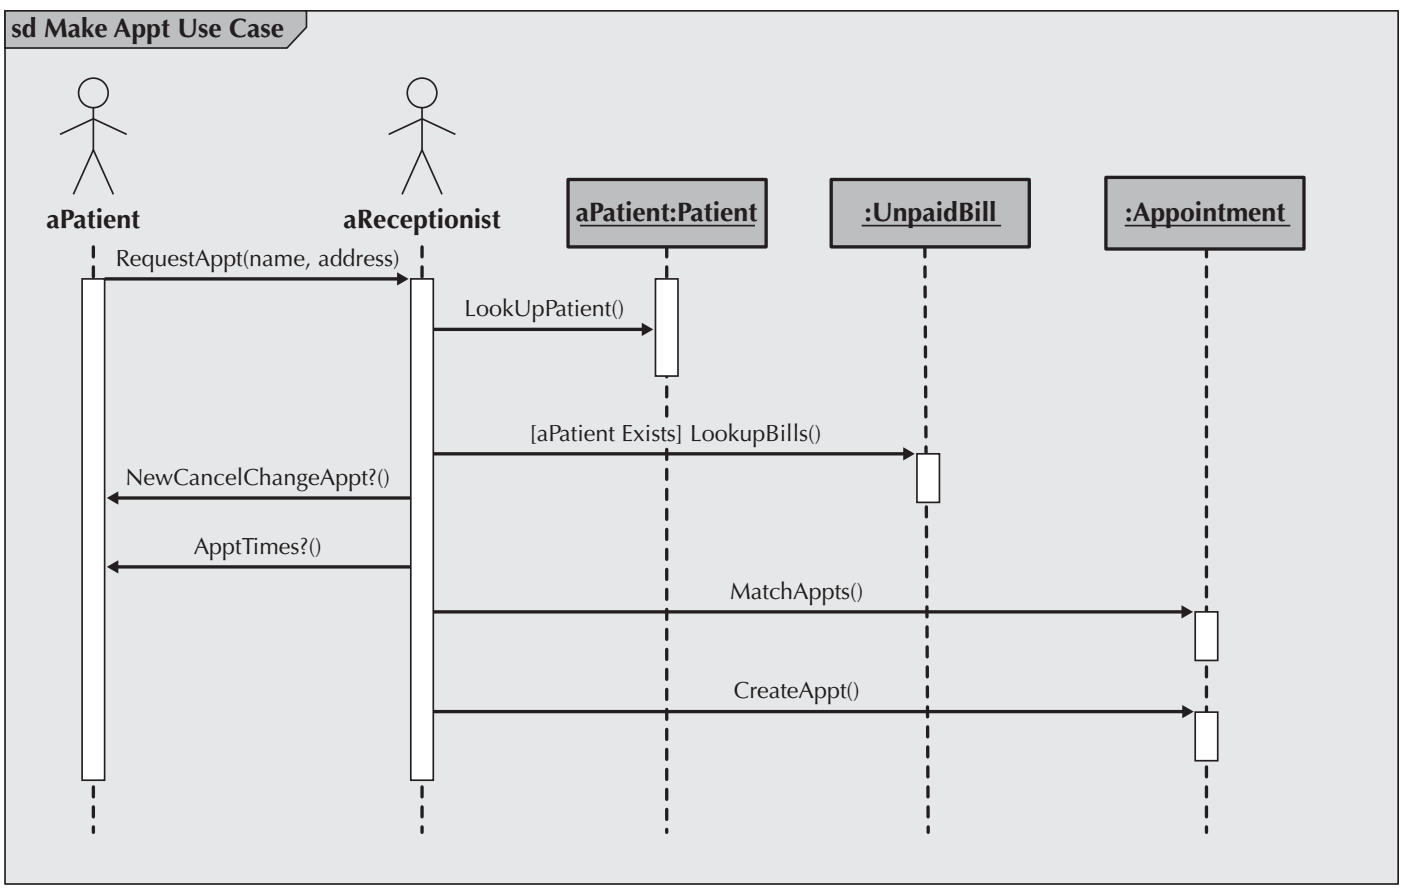 sd Make Appt Use Case
aPatient
aReceptionist
aPatient:Patient
:UnpaidBill
:Appointment
RequestAppt(name, address)
LookUpPatient()
[aPatient Exists] LookupBills()
NewCancelChangeAppt?()
ApptTimes?()
MatchAppts()
CreateAppt()